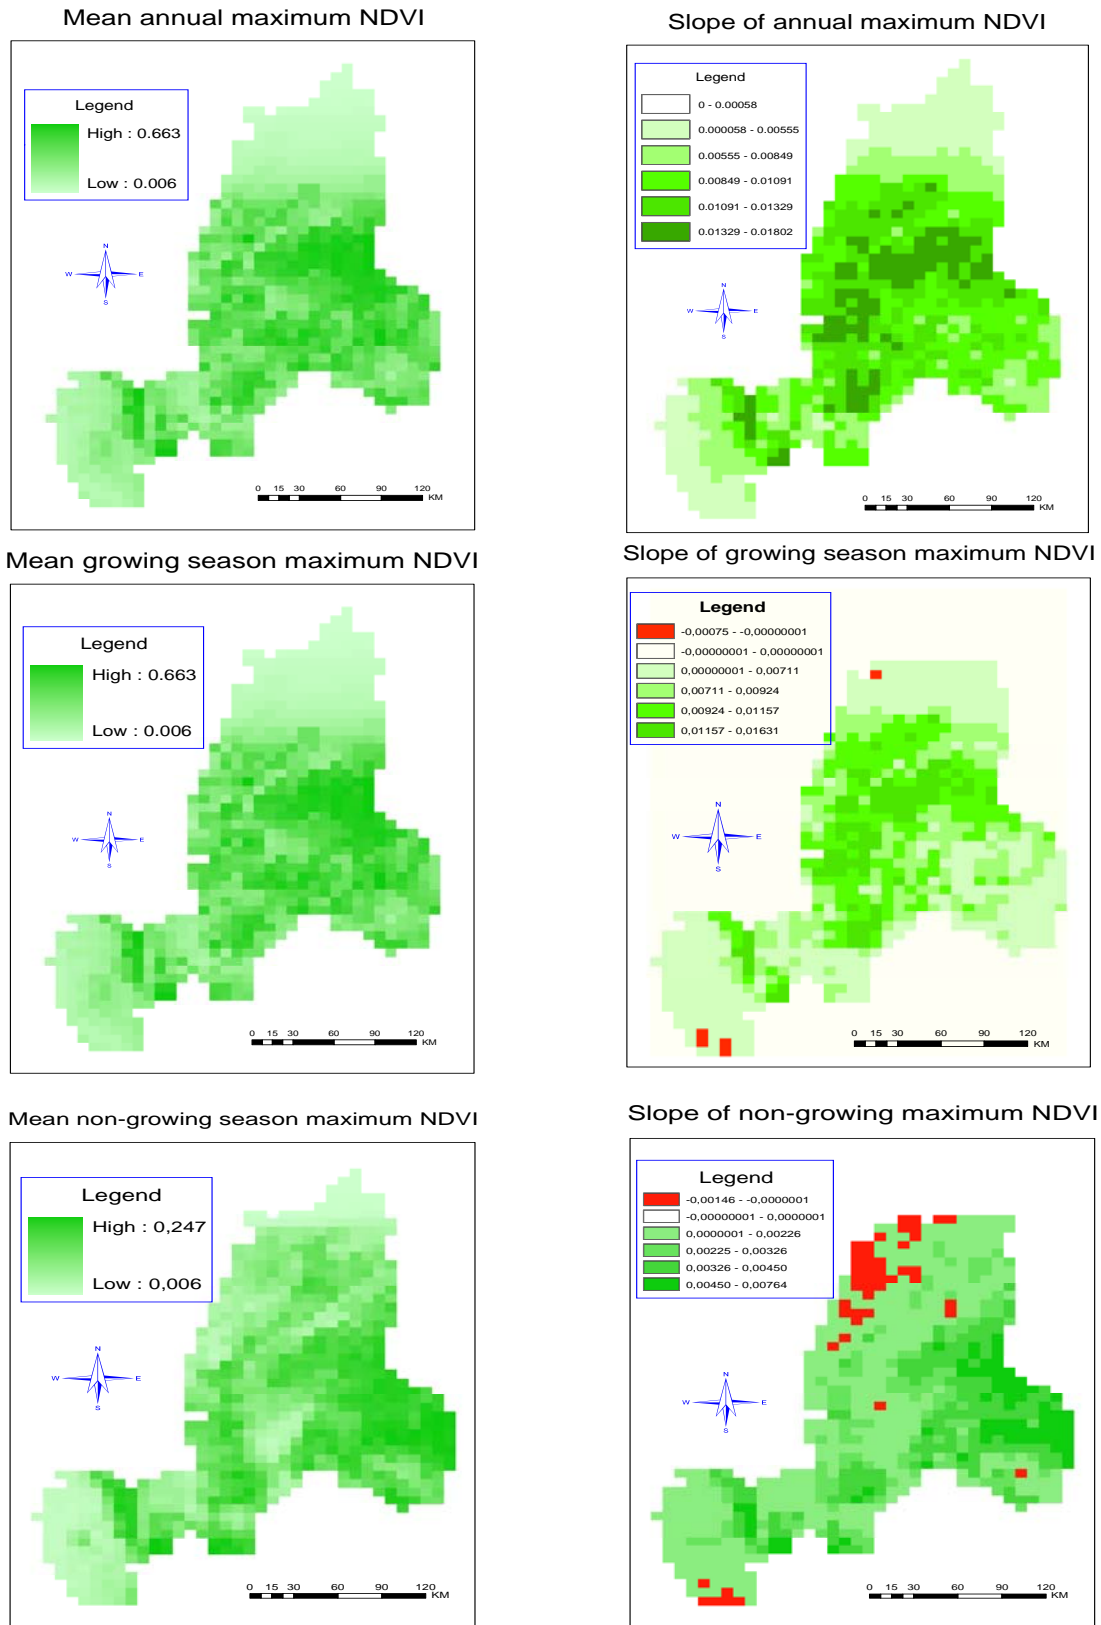 Mean annual maximum NDVI
Legend
High : 0.663
Low : 0.006
N
W E
S
0 15 30 60 90 120
KM
Slope of annual maximum NDVI
Legend
0 - 0.00058
0.000058 - 0.00555
0.00555 - 0.00849
0.00849 - 0.01091
0.01091 - 0.01329
0.01329 - 0.01802
N
W E
S
0 15 30 60 90 120
KM
Mean growing season maximum NDVI
Legend
High : 0.663
Low : 0.006
N
W E
S
0 15 30 60 90 120
KM
Slope of growing season maximum NDVI
Legend
-0,00075 - -0,00000001
-0,00000001 - 0,00000001
0,00000001 - 0,00711
0,00711 - 0,00924
0,00924 - 0,01157
0,01157 - 0,01631
N
W E
S
0 15 30 60 90 120
KM
Mean non-growing season maximum NDVI
Legend
High : 0,247
Low : 0,006
N
W E
S
0 15 30 60 90 120
KM
Slope of non-growing maximum NDVI
Legend
-0,00146 - -0,0000001
-0,00000001 - 0,0000001
0,0000001 - 0,00226
0,00225 - 0,00326
0,00326 - 0,00450
0,00450 - 0,00764
N
W E
S
0 15 30 60 90 120
KM